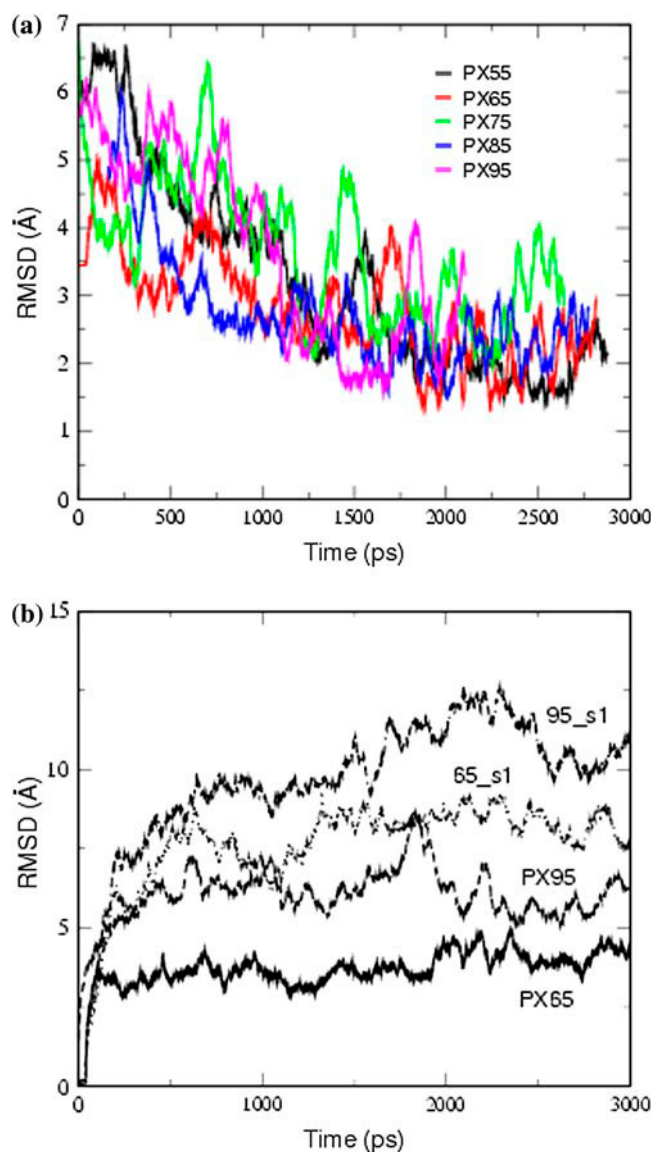 (a)
7
6
5
4
3
2
1
0
RMSD (Å)
PX55
PX65
PX75
PX85
PX95
0 500 1000 1500 2000 2500 3000
Time (ps)
(b)
15
10
5
0
RMSD (Å)
95_s1
65_s1
PX95
PX65
0 1000 2000 3000
Time (ps)